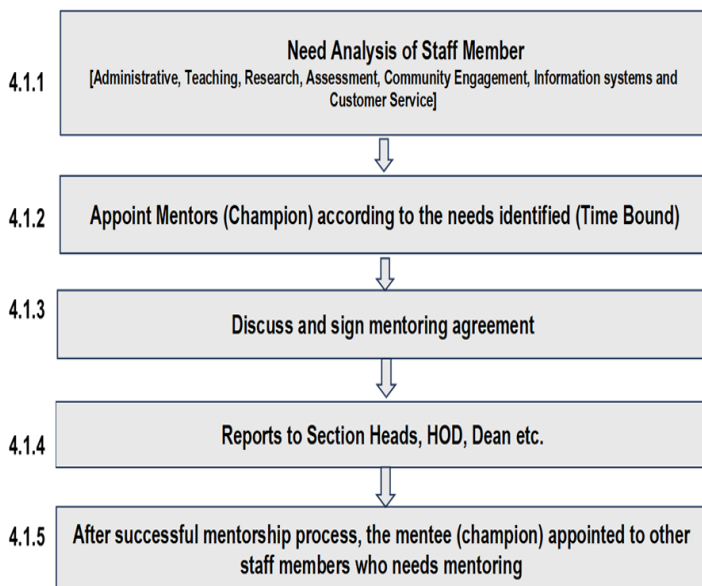 4.1.1
Need Analysis of Staff Member
[Administrative, Teaching, Research, Assessment, Community Engagement, Information systems and
Customer Service]
4.1.2
Appoint Mentors (Champion) according to the needs identified (Time Bound)
4.1.3
Discuss and sign mentoring agreement
4.1.4
Reports to Section Heads, HOD, Dean etc.
4.1.5
After successful mentorship process, the mentee (champion) appointed to other
staff members who needs mentoring